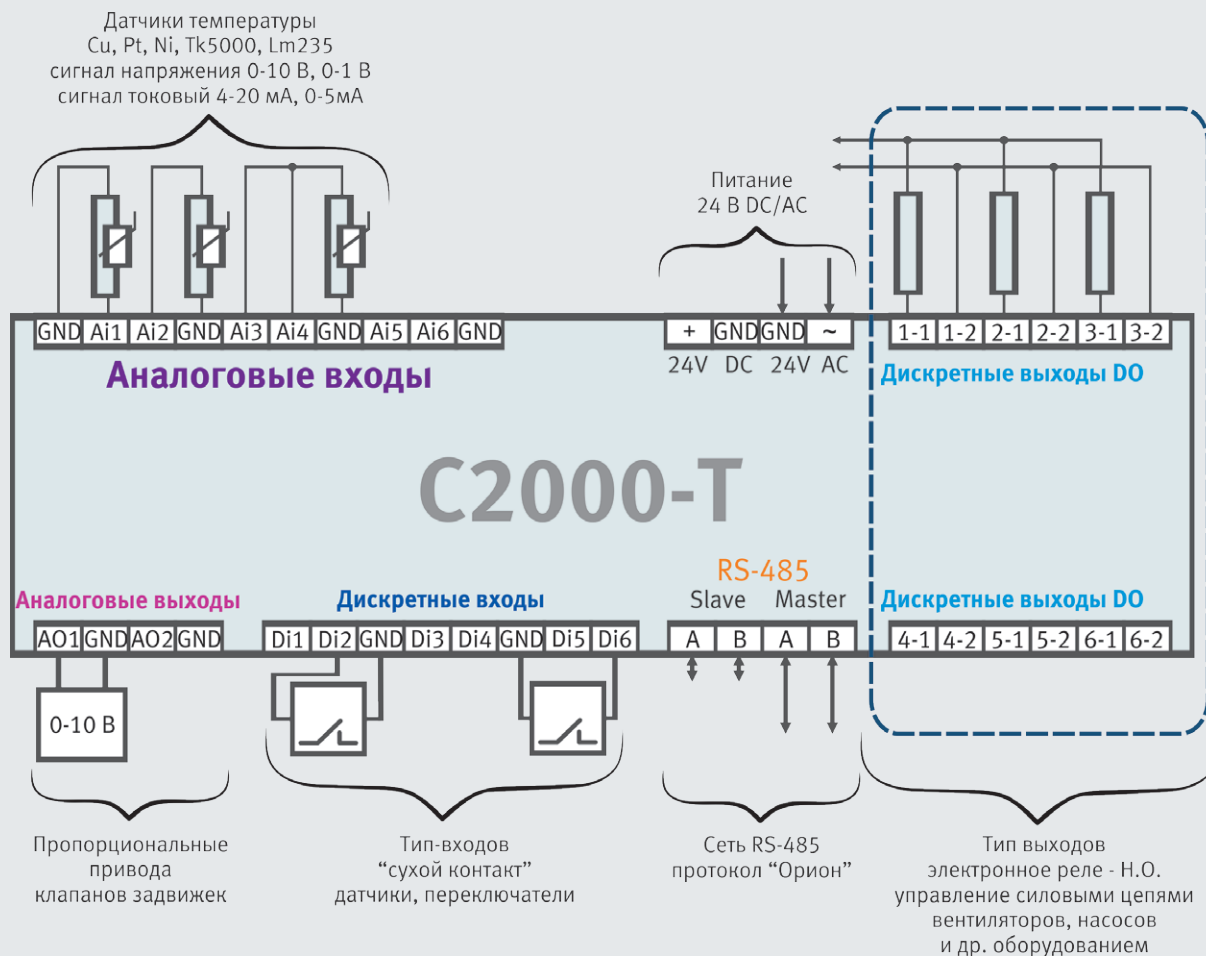 Датчики температуры
Cu, Pt, Ni, Tk5000, Lm235
сигнал напряжения 0-10 В, 0-1 В
сигнал токовый 4-20 мА, 0-5мА
Питание
24 В DC/AC
GND Ai1 Ai2 GND Ai3 Ai4 GND Ai5 Ai6 GND
+ GND GND ~
1-1 1-2 2-1 2-2 3-1 3-2
24V DC 24V AC
Аналоговые входы
Дискретные выходы DO
С2000-Т
RS-485
Аналоговые выходы
Дискретные входы
Slave Master
Дискретные выходы DO
AO1 GND AO2 GND
Di1 Di2 GND Di3 Di4 GND Di5 Di6
A B A B
4-1 4-2 5-1 5-2 6-1 6-2
0-10 В
Пропорциональные
привода
клапанов задвижек
Тип-входов
“сухой контакт”
датчики, переключатели
Сеть RS-485
протокол “Орион”
Тип выходов
электронное реле - Н.О.
управление силовыми цепями
вентиляторов, насосов
и др. оборудованием